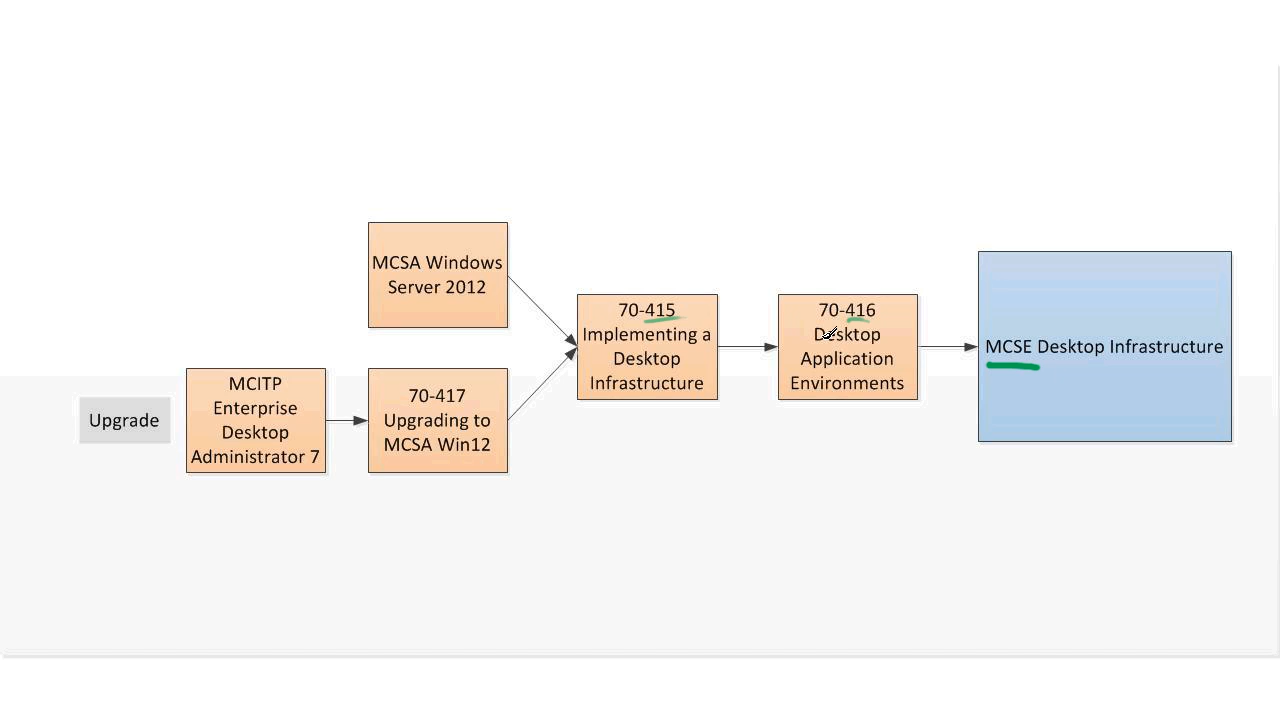 MCSA Windows
Server 2012
70-415
Implementing a
Desktop
Infrastructure
70-416
Desktop
Application
Environments
MCSE Desktop Infrastructure
Upgrade
MCITP
Enterprise
Desktop
Administrator 7
70-417
Upgrading to
MCSA Win12